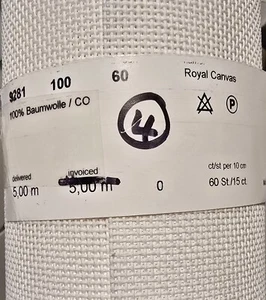 9281 100 60 Royal Canvas
100% Baumwolle / CO
4
P
delivered invoiced ct/st per 10 cm
5,00 m 5,00 m 0 60 St./15 ct.